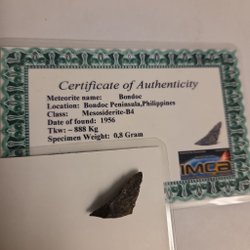 Certificate of Authenticity
Meteorite name: Bondoc
Location: Bondoc Peninsula,Philippines
Class: Mesosiderite-B4
Date of found: 1956
Tkw: ~ 888 Kg
Specimen Weight: 0,8 Gram
IMCA